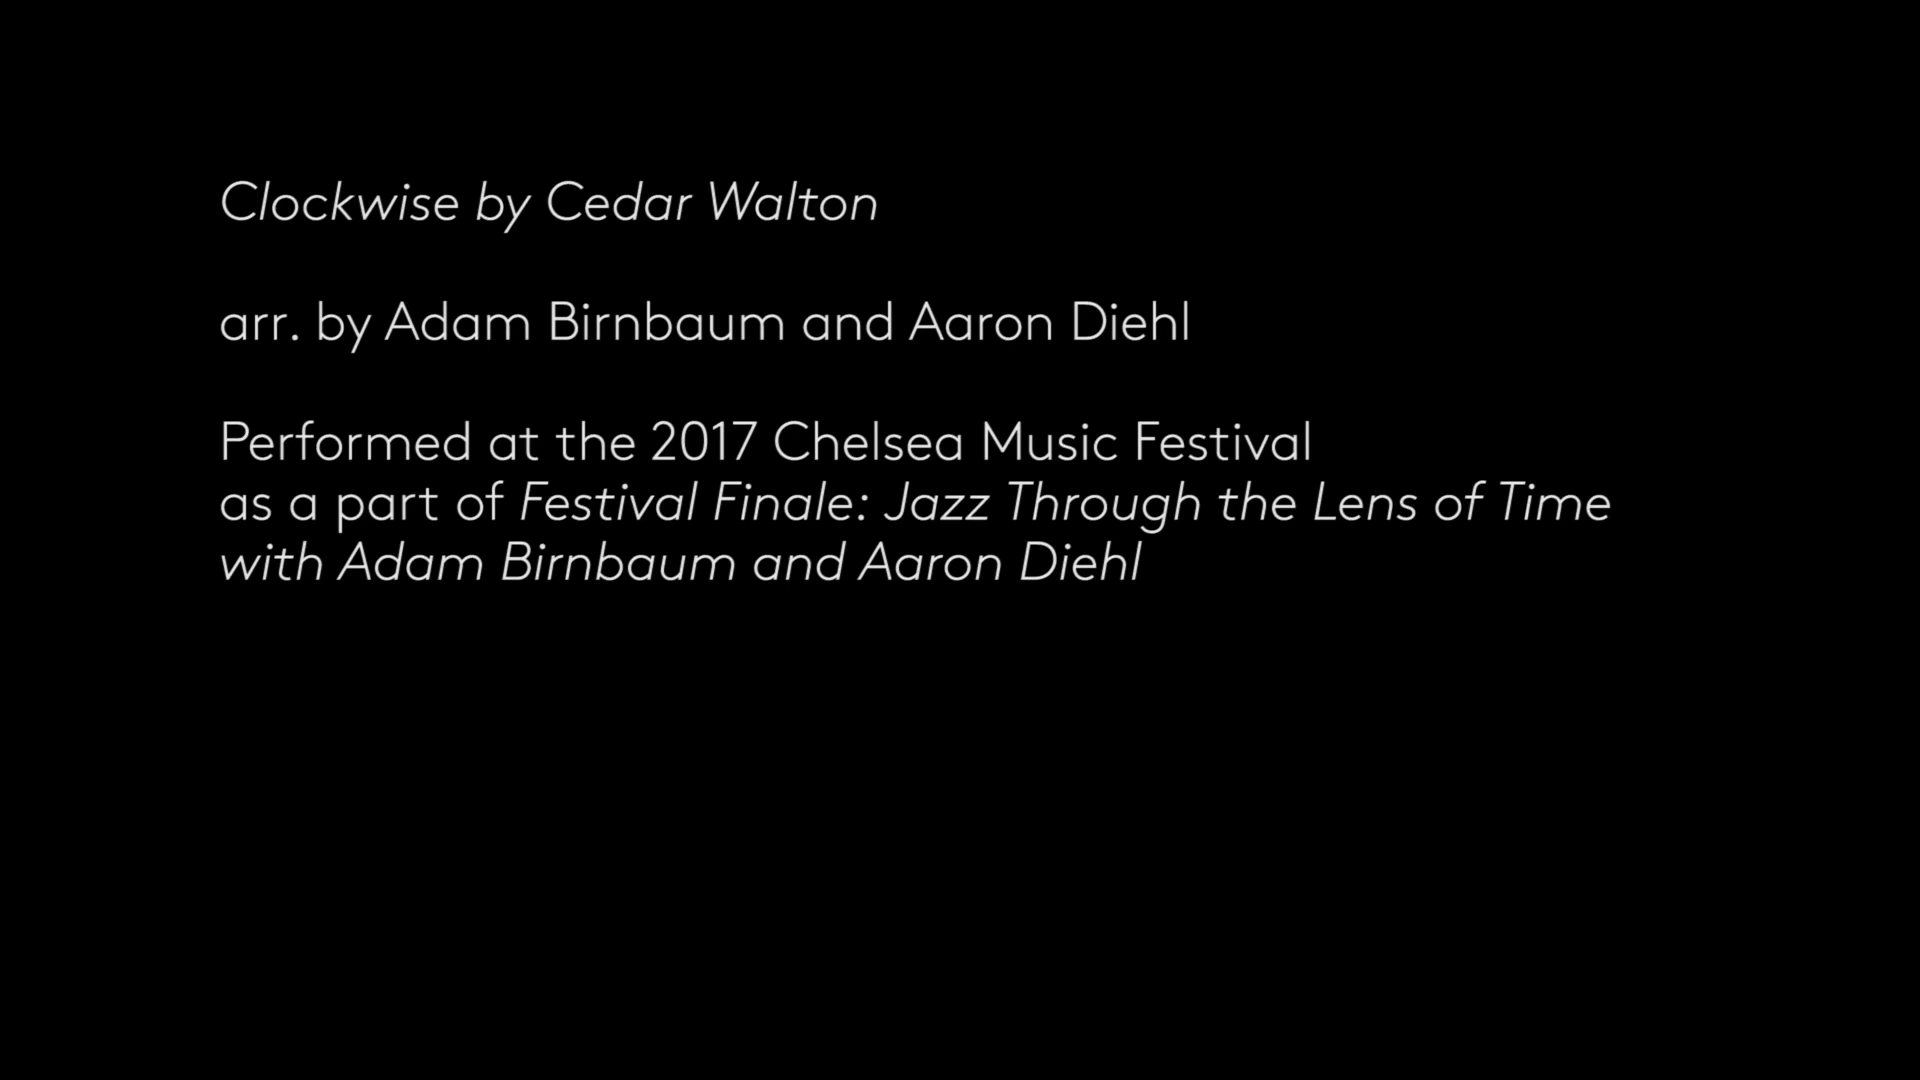 Clockwise by Cedar Walton
arr. by Adam Birnbaum and Aaron Diehl
Performed at the 2017 Chelsea Music Festival
as a part of Festival Finale: Jazz Through the Lens of Time
with Adam Birnbaum and Aaron Diehl